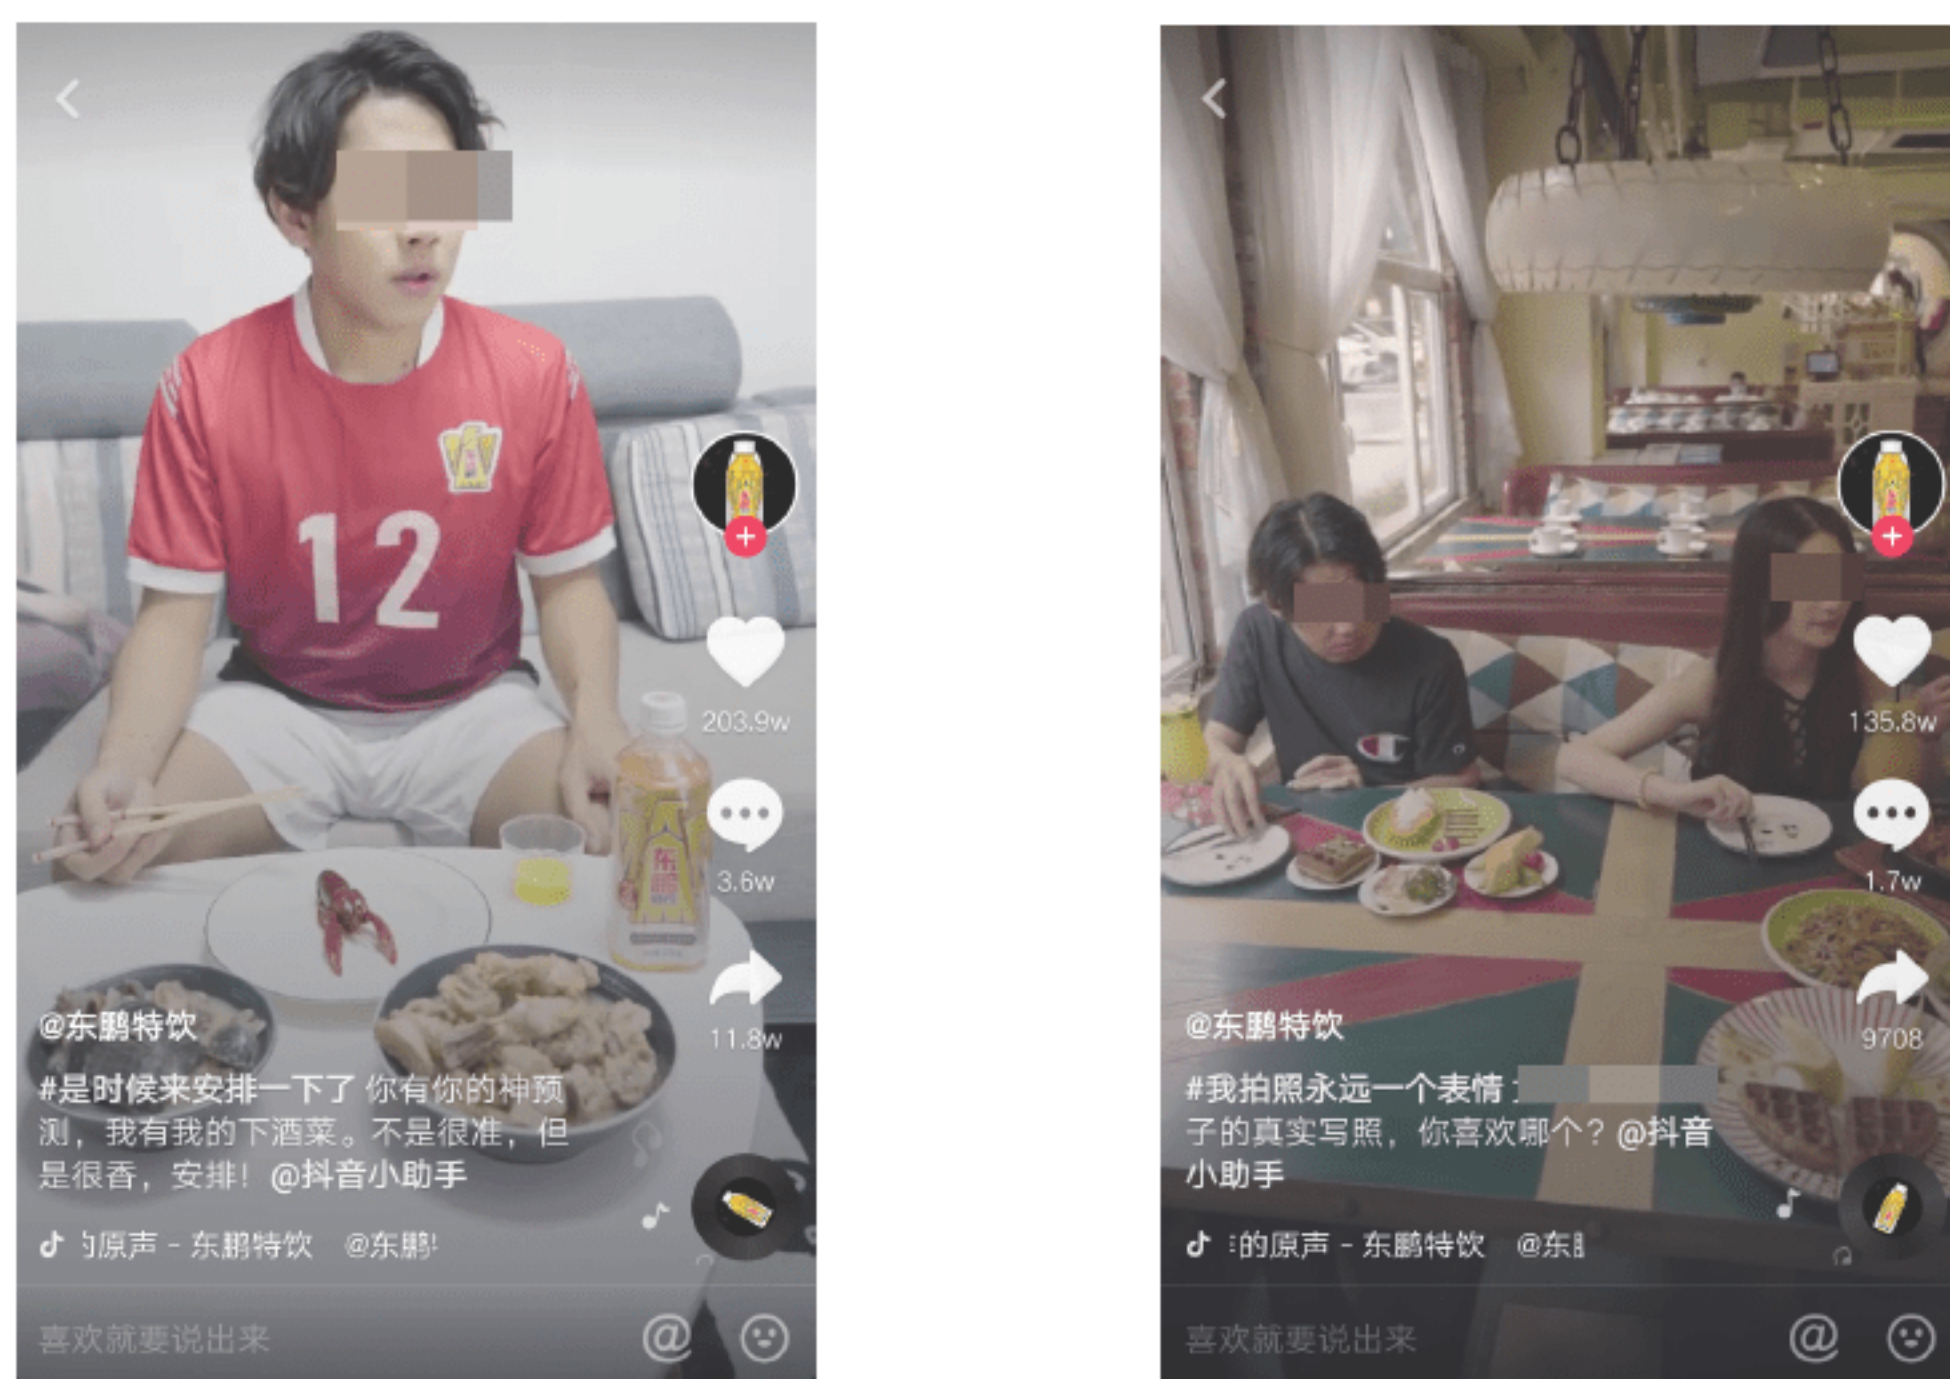 12
203.9w
东鹏
3.6w
11.8w
@东鹏特饮
#是时候来安排一下了 你有你的神预
测，我有我的下酒菜。不是很准，但
是很香，安排！@抖音小助手
的原声 - 东鹏特饮 @东鹏
喜欢就要说出来
135.8w
1.7w
9708
@东鹏特饮
#我拍照永远一个表情
子的真实写照，你喜欢哪个？@抖音
小助手
的原声 - 东鹏特饮 @东
喜欢就要说出来